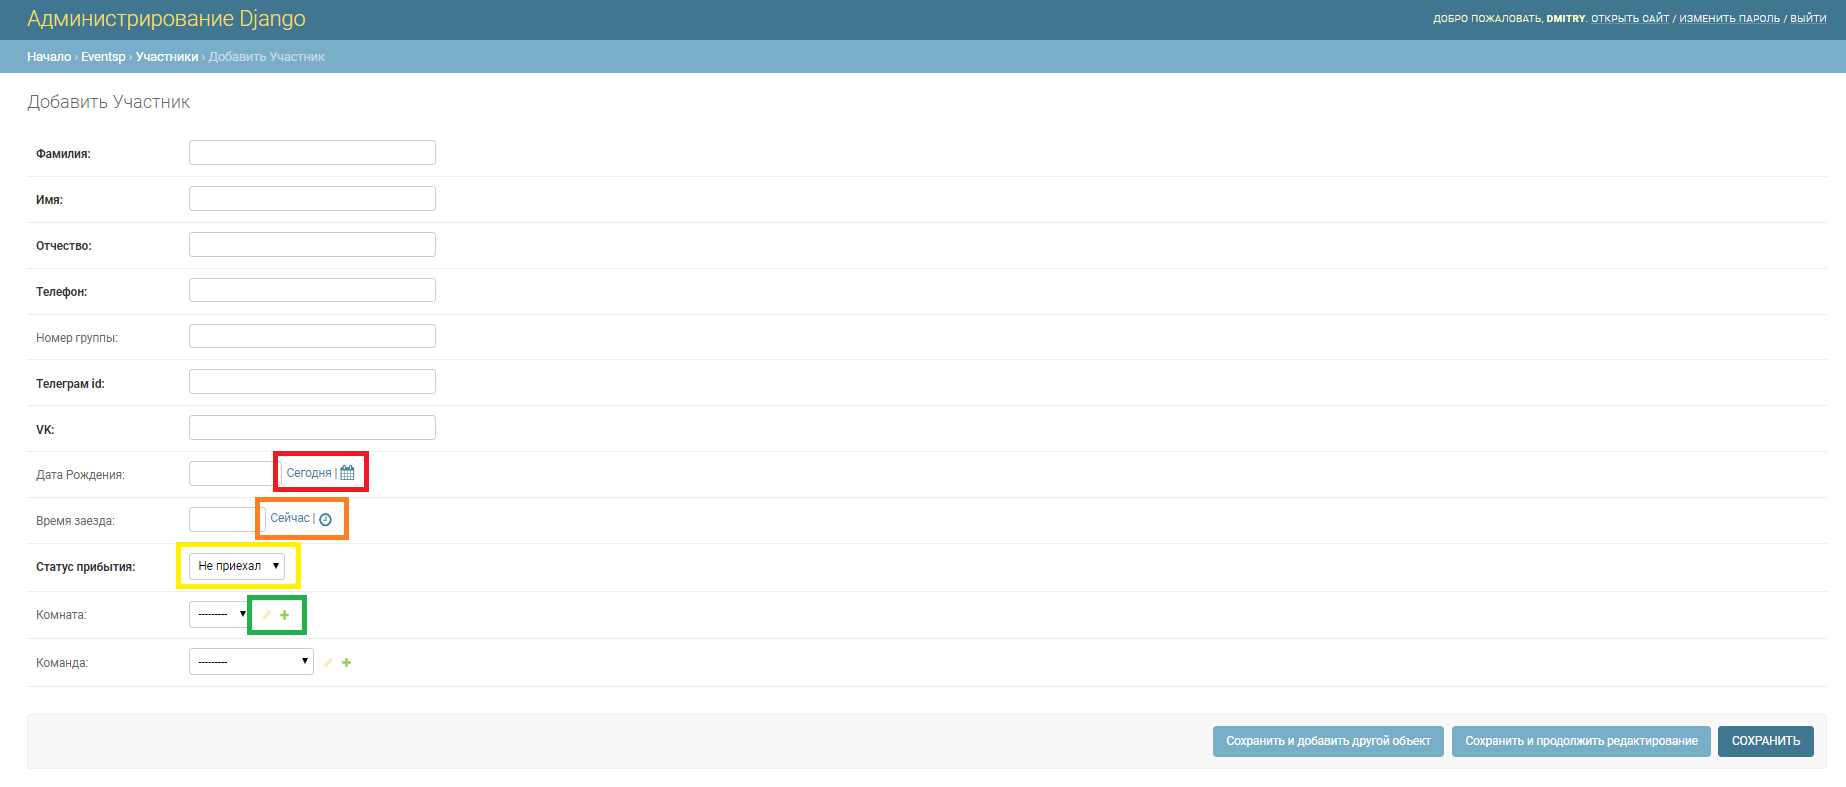 Администрирование Django
ДОБРО ПОЖАЛОВАТЬ, DMITRY. ОТКРЫТЬ САЙТ / ИЗМЕНИТЬ ПАРОЛЬ / ВЫЙТИ
Начало › Eventsp › Участники › Добавить Участник
Добавить Участник
Фамилия:
Имя:
Отчество:
Телефон:
Номер группы:
Телеграм id:
VK:
Дата Рождения: Сегодня |
Время заезда: Сейчас |
Статус прибытия: Не приехал
Комната: ---------
Команда: ---------
Сохранить и добавить другой объект Сохранить и продолжить редактирование СОХРАНИТЬ